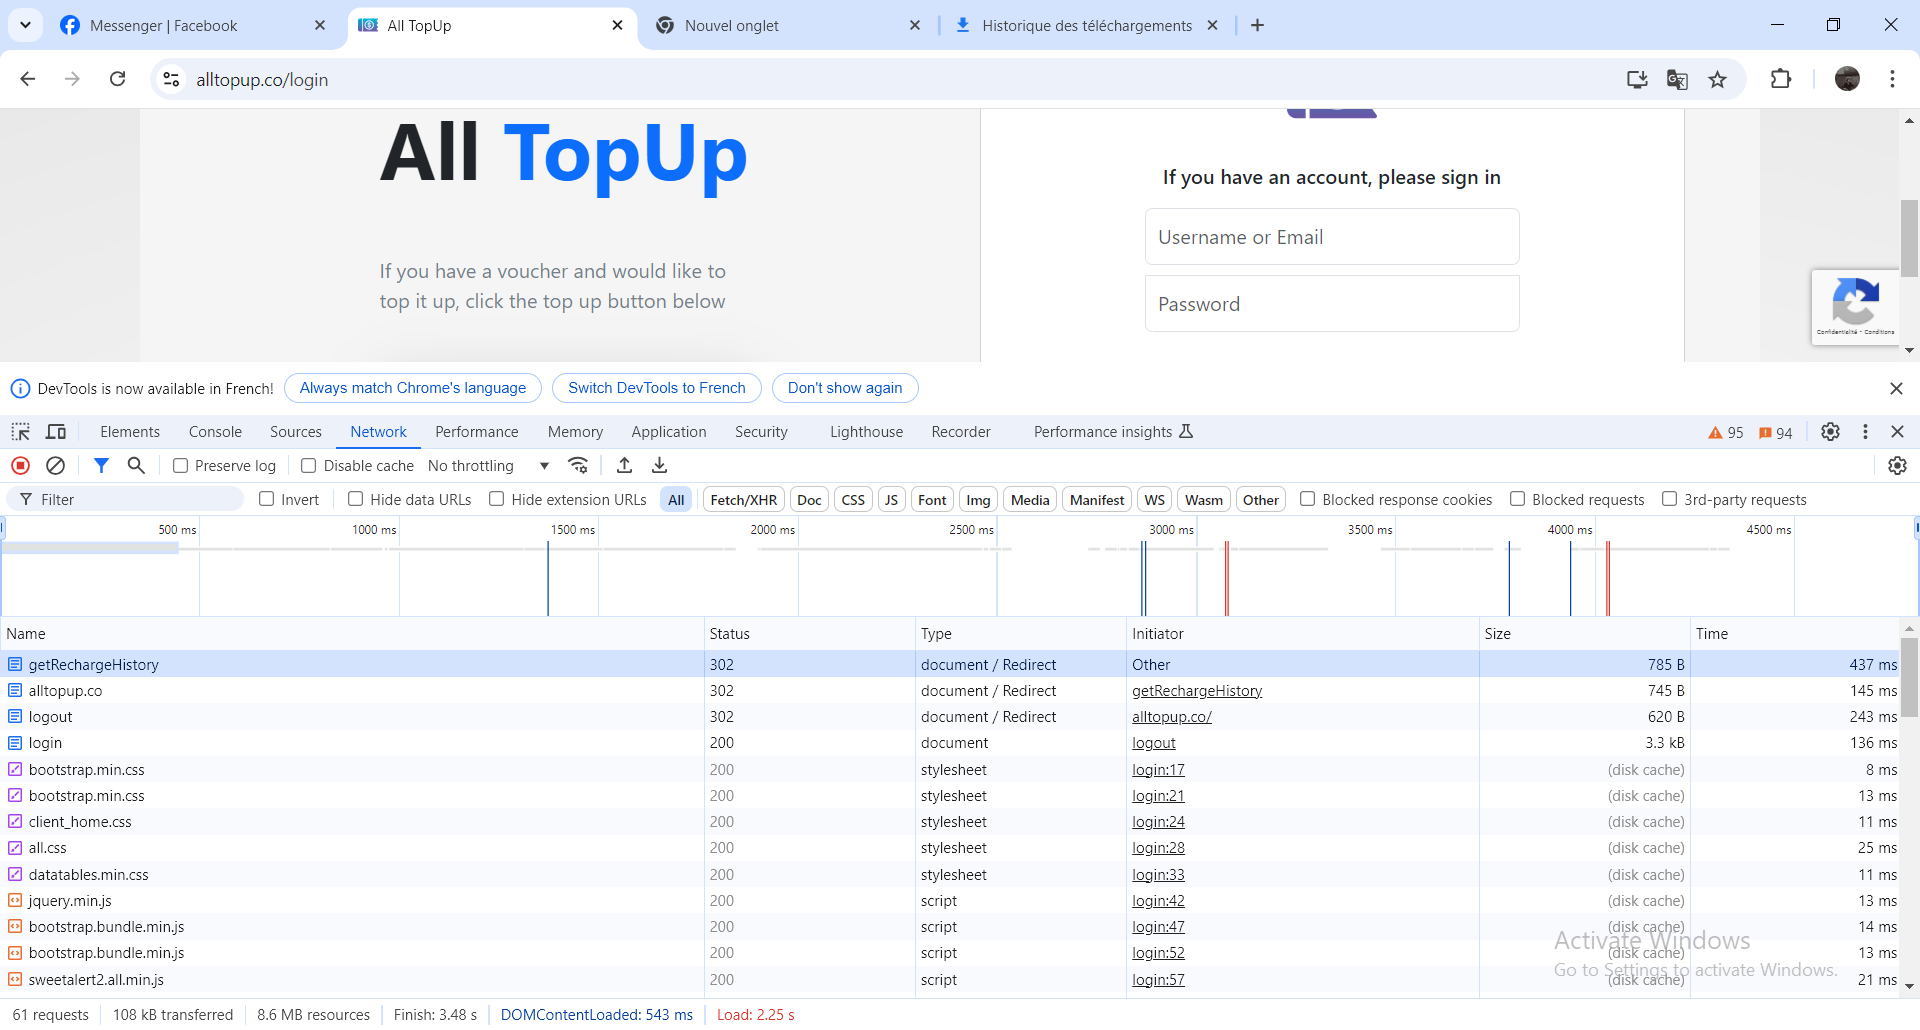 Messenger | Facebook
All TopUp
Nouvel onglet
Historique des téléchargements
alltopup.co/login
All TopUp
If you have a voucher and would like to
top it up, click the top up button below
If you have an account, please sign in
Username or Email
Password
Confidentialité - Conditions
DevTools is now available in French!
Always match Chrome's language
Switch DevTools to French
Don't show again
Elements Console Sources Network Performance Memory Application Security Lighthouse Recorder Performance insights 95 94
Preserve log Disable cache No throttling
Filter Invert Hide data URLs Hide extension URLs All Fetch/XHR Doc CSS JS Font Img Media Manifest WS Wasm Other Blocked response cookies Blocked requests 3rd-party requests
500 ms 1000 ms 1500 ms 2000 ms 2500 ms 3000 ms 3500 ms 4000 ms 4500 ms
Name Status Type Initiator Size Time
getRechargeHistory 302 document / Redirect Other 785 B 437 ms
alltopup.co 302 document / Redirect getRechargeHistory 745 B 145 ms
logout 302 document / Redirect alltopup.co/ 620 B 243 ms
login 200 document logout 3.3 kB 136 ms
bootstrap.min.css 200 stylesheet login:17 (disk cache) 8 ms
bootstrap.min.css 200 stylesheet login:21 (disk cache) 13 ms
client_home.css 200 stylesheet login:24 (disk cache) 11 ms
all.css 200 stylesheet login:28 (disk cache) 25 ms
datatables.min.css 200 stylesheet login:33 (disk cache) 11 ms
jquery.min.js 200 script login:42 (disk cache) 13 ms
bootstrap.bundle.min.js 200 script login:47 (disk cache) 14 ms
bootstrap.bundle.min.js 200 script login:52 (disk cache) 13 ms
sweetalert2.all.min.js 200 script login:57 (disk cache) 21 ms
Activate Windows
Go to Settings to activate Windows.
61 requests 108 kB transferred 8.6 MB resources Finish: 3.48 s DOMContentLoaded: 543 ms Load: 2.25 s